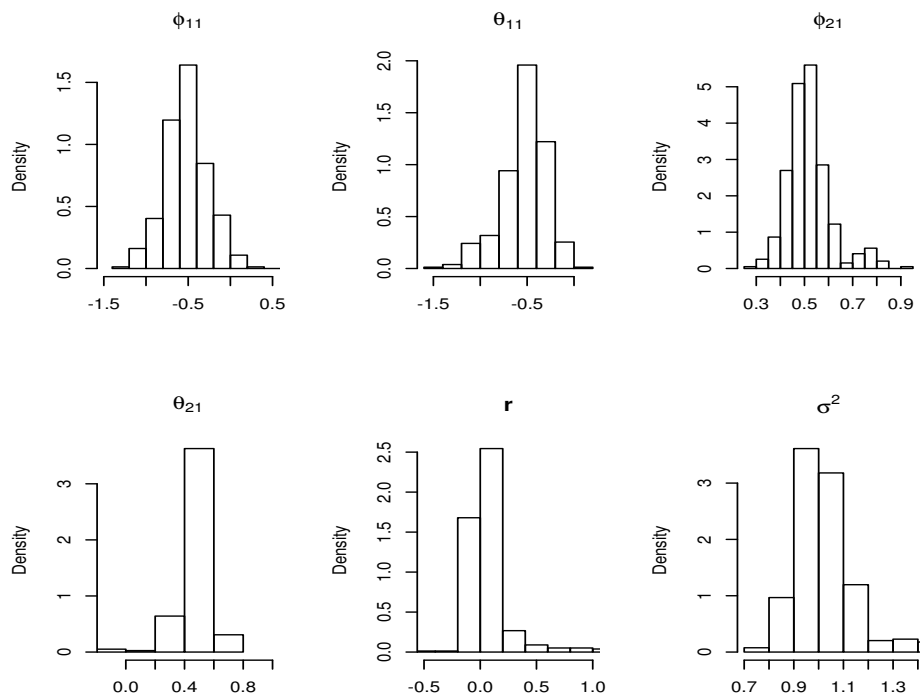 ϕ11 θ11 ϕ21
Density
0.0 0.5 1.0 1.5
-1.5 -0.5 0.5
Density
0.0 0.5 1.0 1.5 2.0
-1.5 -0.5
Density
0 1 2 3 4 5
0.3 0.5 0.7 0.9
θ21 r σ2
Density
0 1 2 3
0.0 0.4 0.8
Density
0.0 0.5 1.0 1.5 2.0 2.5
-0.5 0.0 0.5 1.0
Density
0 1 2 3
0.7 0.9 1.1 1.3